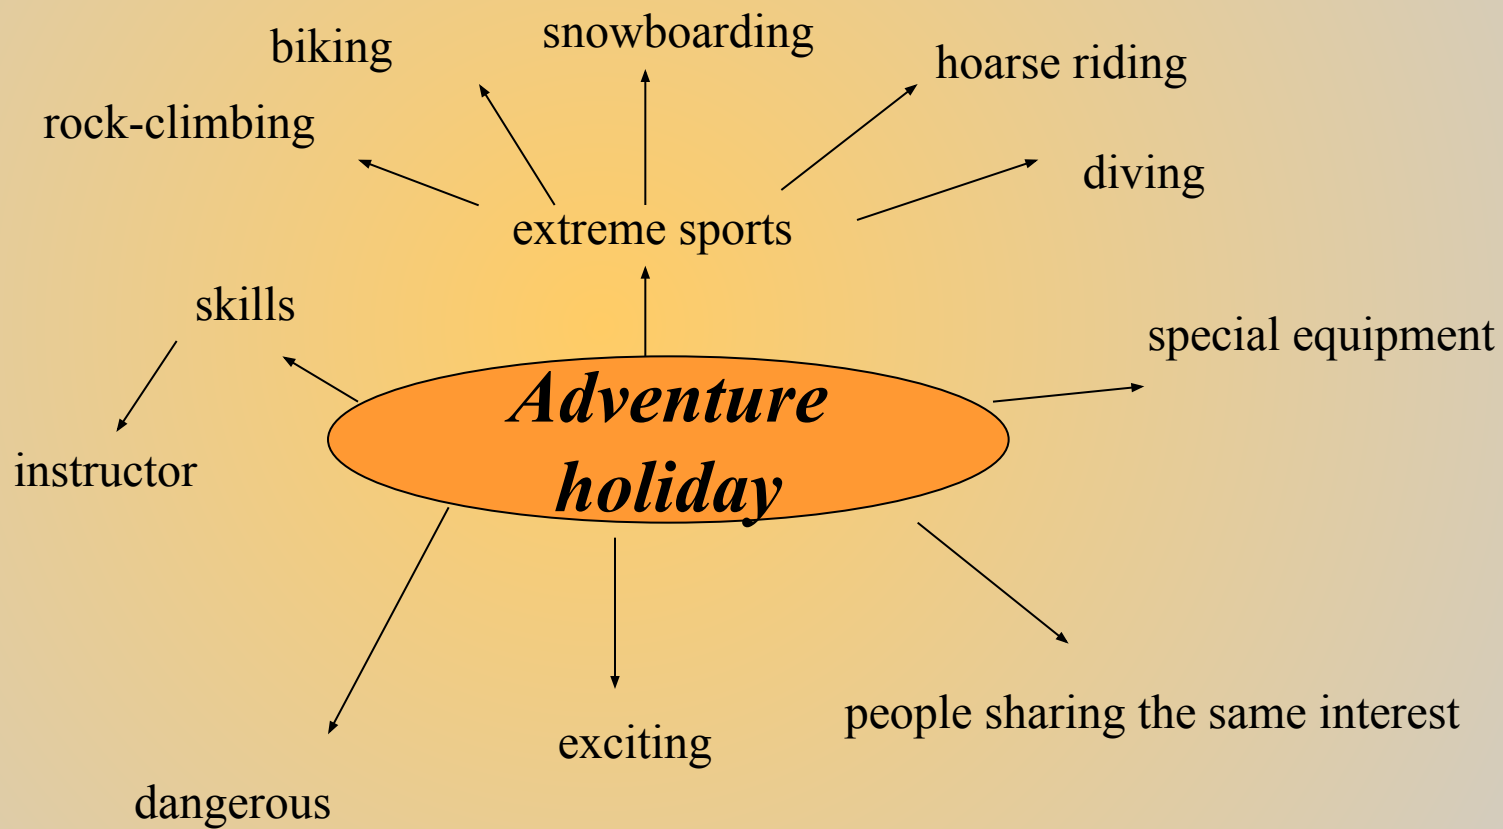 snowboarding
biking
hoarse riding
rock-climbing
diving
extreme sports
skills
special equipment
Adventure
holiday
instructor
people sharing the same interest
exciting
dangerous